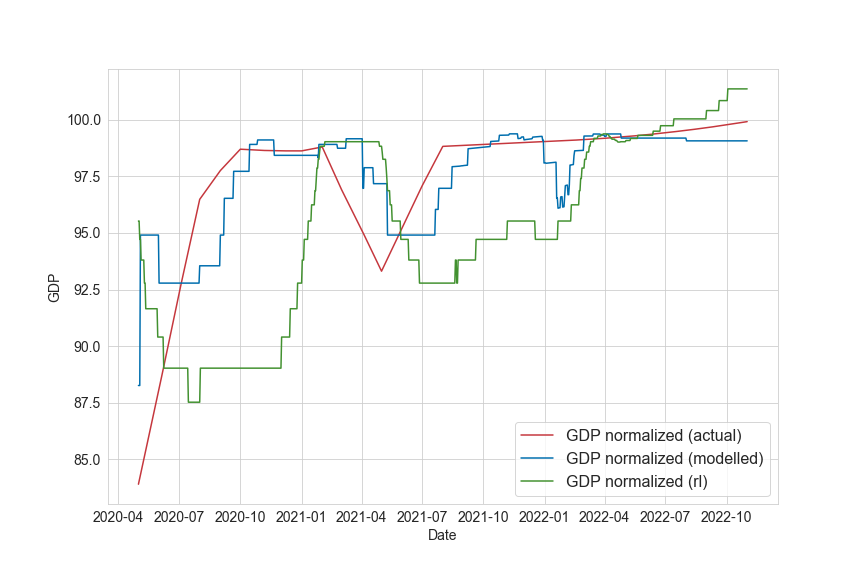 100.0
97.5
95.0
92.5
90.0
87.5
85.0
GDP
GDP normalized (actual)
GDP normalized (modelled)
GDP normalized (rl)
2020-04 2020-07 2020-10 2021-01 2021-04 2021-07 2021-10 2022-01 2022-04 2022-07 2022-10
Date